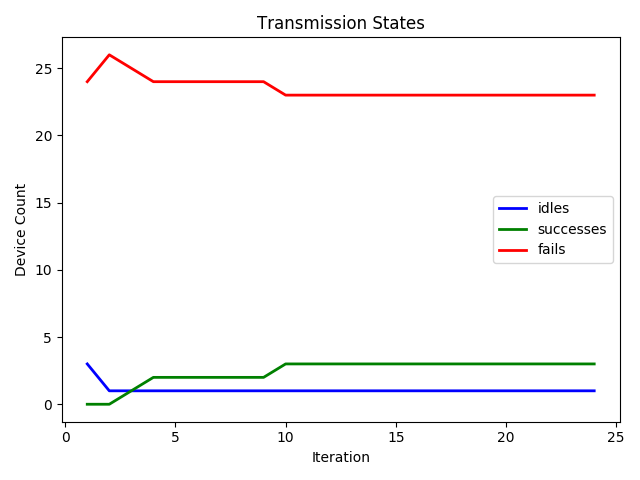 Transmission States
Device Count
25
20
15
10
5
0
idles
successes
fails
0 5 10 15 20 25
Iteration